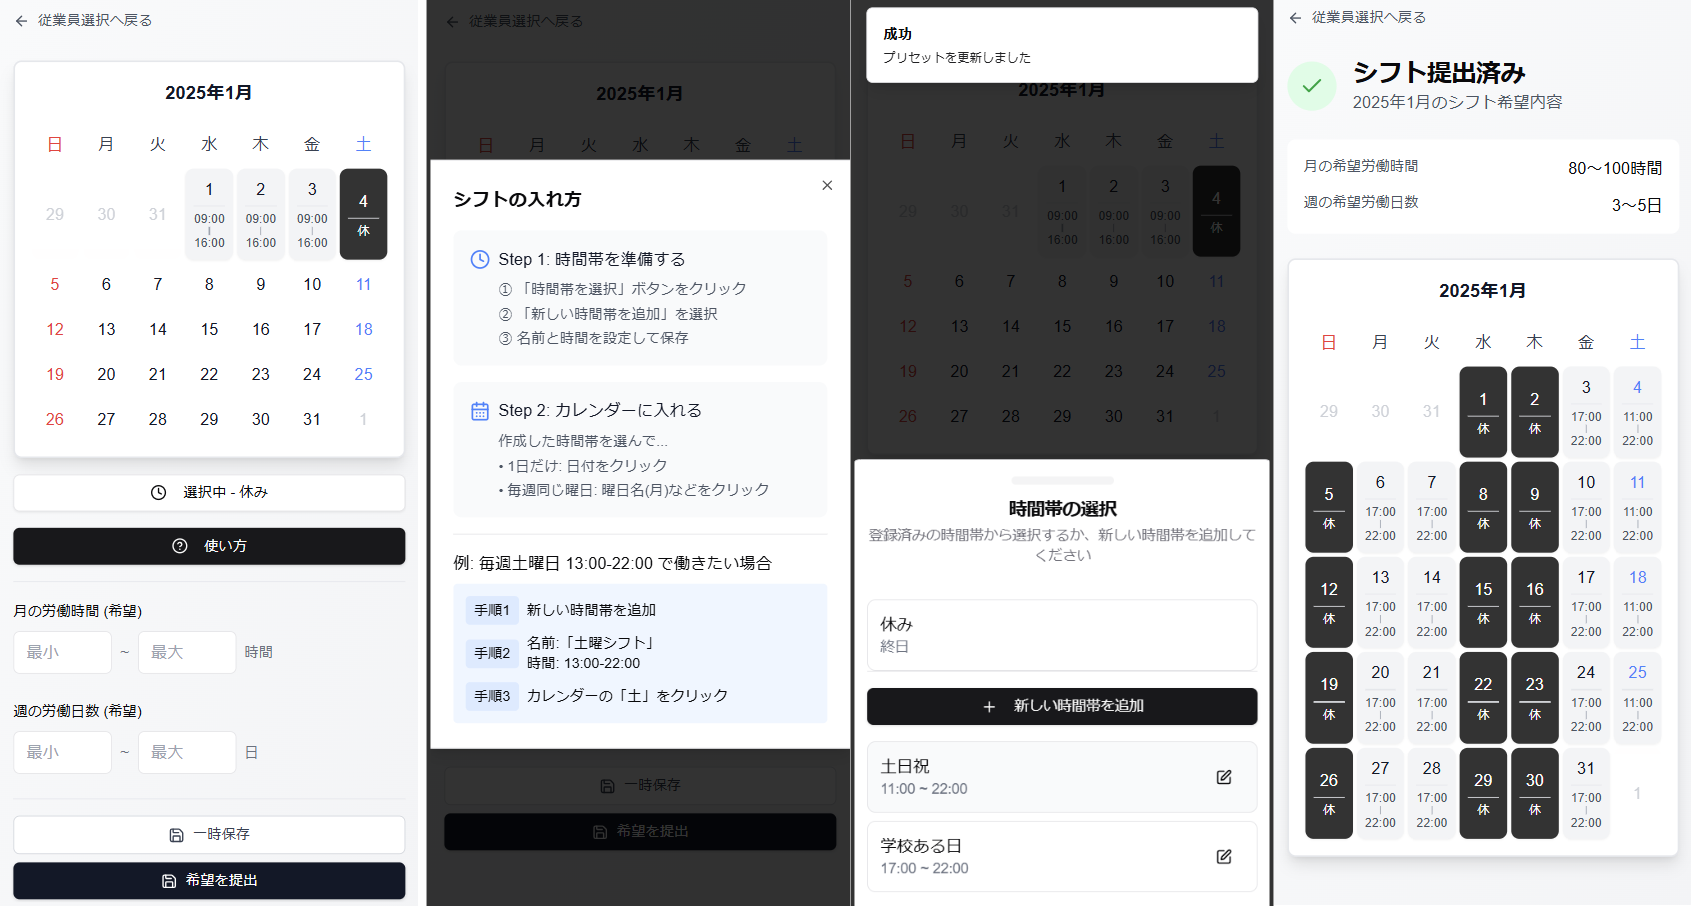 従業員選択へ戻る
2025年1月
日 月 火 水 木 金 土
29 30 31 1 2 3 4
09:00 09:00 09:00 休
16:00 16:00 16:00
5 6 7 8 9 10 11
12 13 14 15 16 17 18
19 20 21 22 23 24 25
26 27 28 29 30 31 1
選択中 - 休み
使い方
月の労働時間 (希望)
最小 ~ 最大 時間
週の労働日数 (希望)
最小 ~ 最大 日
一時保存
希望を提出
従業員選択へ戻る
2025年1月
日 月 火 水 木 金 土
シフトの入れ方
Step 1: 時間帯を準備する
① 「時間帯を選択」ボタンをクリック
② 「新しい時間帯を追加」を選択
③ 名前と時間を設定して保存
Step 2: カレンダーに入れる
作成した時間帯を選んで...
• 1日だけ: 日付をクリック
• 毎週同じ曜日: 曜日名(月)などをクリック
例: 毎週土曜日 13:00-22:00 で働きたい場合
手順1 新しい時間帯を追加
手順2 名前:「土曜シフト」
時間: 13:00-22:00
手順3 カレンダーの「土」をクリック
一時保存
希望を提出
成功
プリセットを更新しました
2025年1月
日 月 火 水 木 金 土
29 30 31 1 2 3 4
09:00 09:00 09:00 休
16:00 16:00 16:00
5 6 7 8 9 10 11
12 13 14 15 16 17 18
19 20 21 22 23 24 25
26 27 28 29 30 31 1
時間帯の選択
登録済みの時間帯から選択するか、新しい時間帯を追加して
ください
休み
終日
+ 新しい時間帯を追加
土日祝
11:00 ~ 22:00
学校ある日
17:00 ~ 22:00
従業員選択へ戻る
シフト提出済み
2025年1月のシフト希望内容
月の希望労働時間 80〜100時間
週の希望労働日数 3〜5日
2025年1月
日 月 火 水 木 金 土
29 30 31 1 2 3 4
休 休 17:00 11:00
22:00 22:00
5 6 7 8 9 10 11
休 17:00 17:00 休 休 17:00 11:00
22:00 22:00 22:00 22:00
12 13 14 15 16 17 18
休 17:00 17:00 休 休 17:00 11:00
22:00 22:00 22:00 22:00
19 20 21 22 23 24 25
休 17:00 17:00 休 休 17:00 11:00
22:00 22:00 22:00 22:00
26 27 28 29 30 31 1
休 17:00 17:00 休 休 17:00
22:00 22:00 22:00